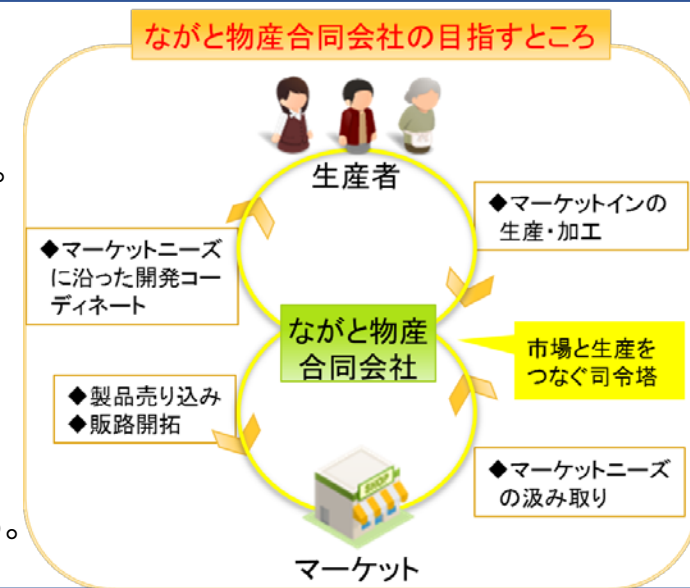 ながと物産合同会社の目指すところ
。
生産者
◆マーケットインの
生産・加工
◆マーケットニーズ
に沿った開発コー
ディネート
ながと物産
合同会社
市場と生産を
つなぐ司令塔
◆製品売り込み
◆販路開拓
SHOP
◆マーケットニーズ
の汲み取り
。
マーケット